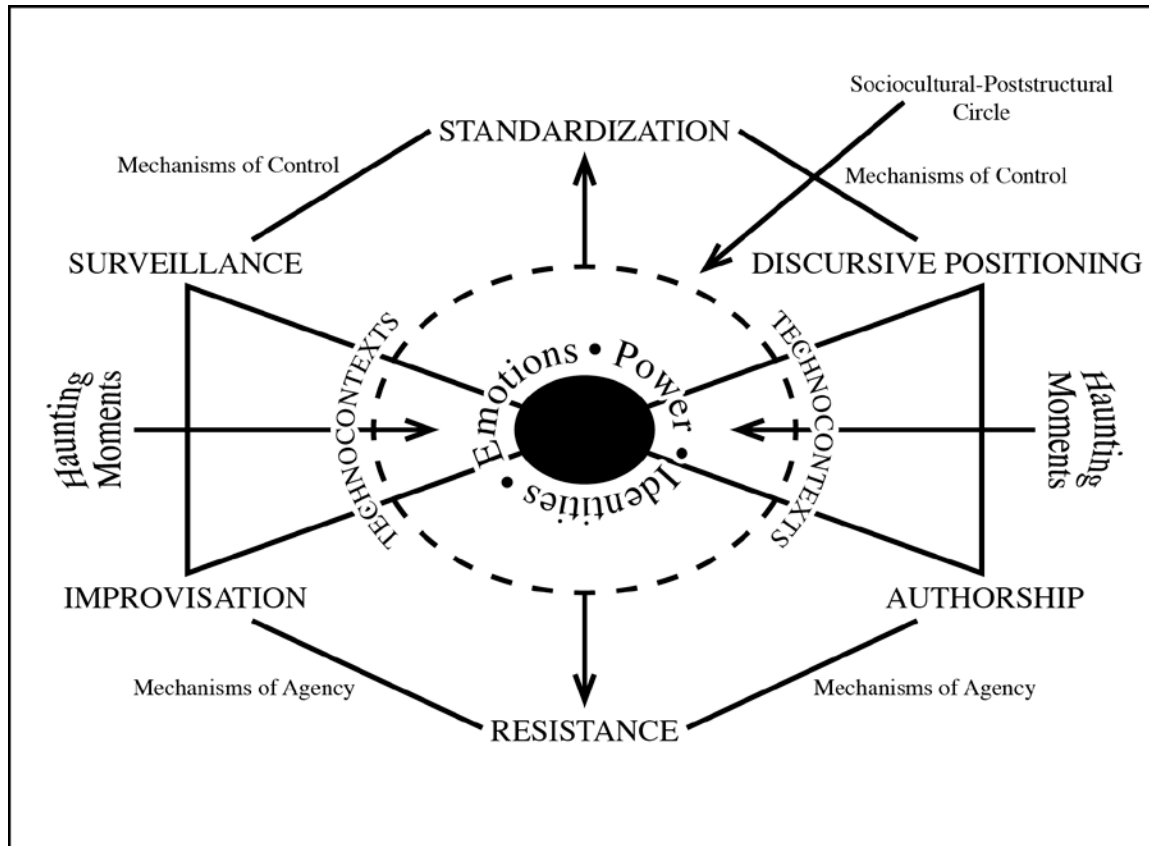 Sociocultural-Poststructural
Circle
STANDARDIZATION
Mechanisms of Control
Mechanisms of Control
SURVEILLANCE
DISCURSIVE POSITIONING
TECHNOCONTEXTS
TECHNOCONTEXTS
Emotions • Power • Identities •
Haunting
Moments
Haunting
Moments
IMPROVISATION
AUTHORSHIP
Mechanisms of Agency
Mechanisms of Agency
RESISTANCE